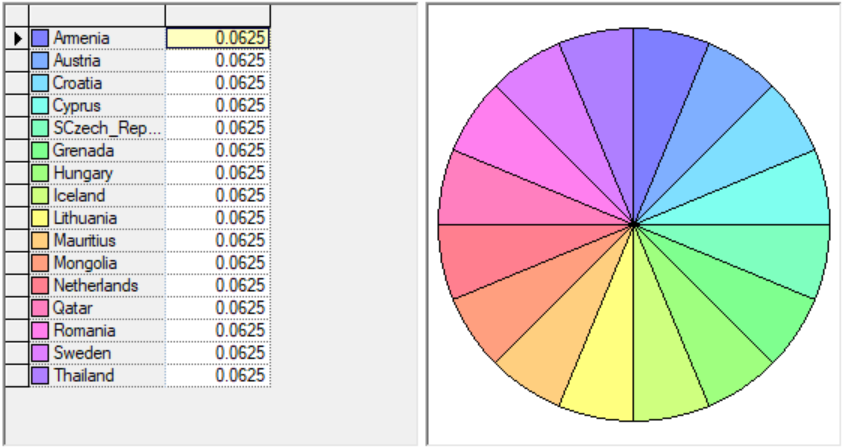 Armenia 0.0625
Austria 0.0625
Croatia 0.0625
Cyprus 0.0625
SCzech_Rep... 0.0625
Grenada 0.0625
Hungary 0.0625
Iceland 0.0625
Lithuania 0.0625
Mauritius 0.0625
Mongolia 0.0625
Netherlands 0.0625
Qatar 0.0625
Romania 0.0625
Sweden 0.0625
Thailand 0.0625